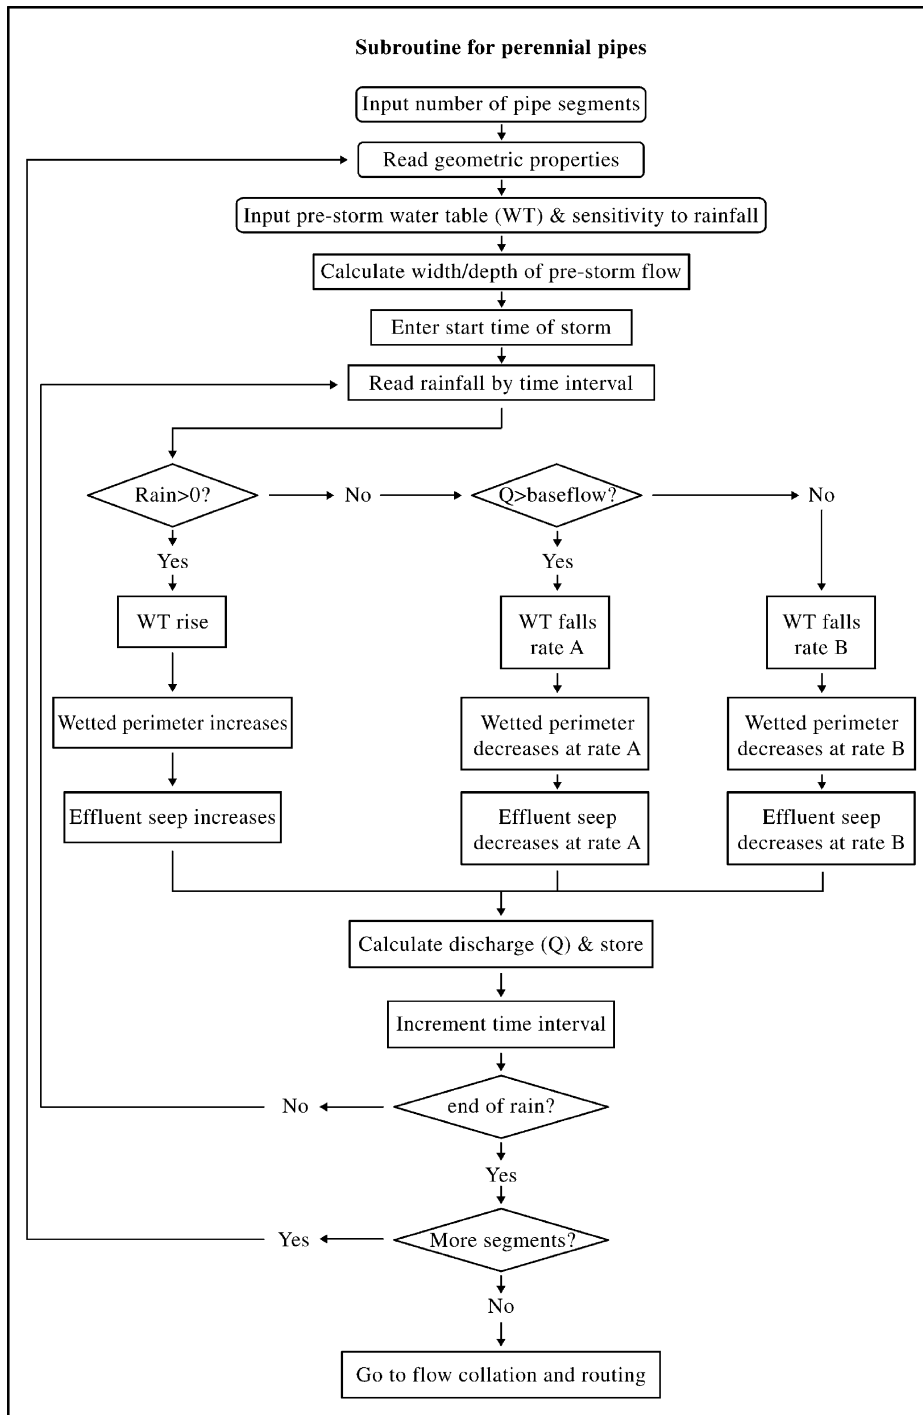 Subroutine for perennial pipes
Input number of pipe segments
Read geometric properties
Input pre-storm water table (WT) & sensitivity to rainfall
Calculate width/depth of pre-storm flow
Enter start time of storm
Read rainfall by time interval
Rain>0?
No
Q>baseflow?
No
Yes
Yes
WT rise
WT falls
rate A
WT falls
rate B
Wetted perimeter increases
Wetted perimeter
decreases at rate A
Wetted perimeter
decreases at rate B
Effluent seep increases
Effluent seep
decreases at rate A
Effluent seep
decreases at rate B
Calculate discharge (Q) & store
Increment time interval
No
end of rain?
Yes
Yes
More segments?
No
Go to flow collation and routing